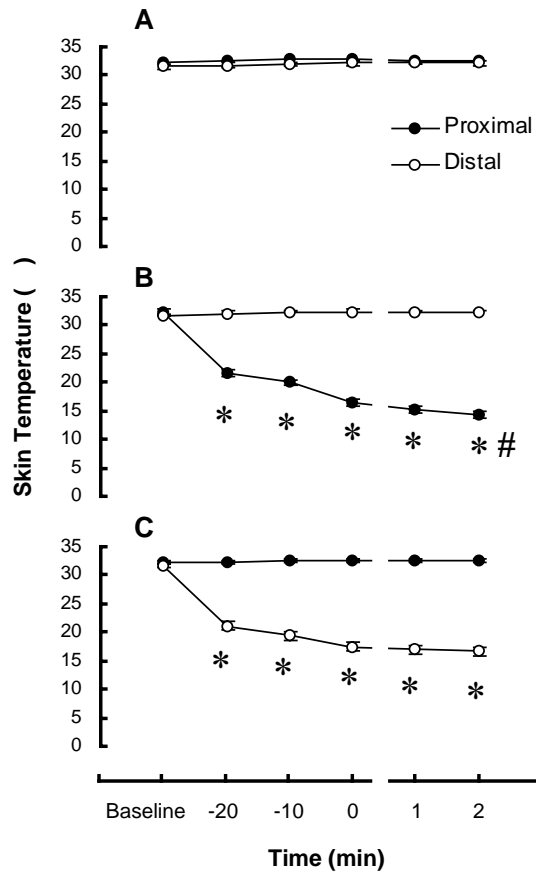 A
35
30
25
20
15
10
5
0
Proximal
Distal
B
35
30
25
20
15
10
5
0
* * * * * #
C
35
30
25
20
15
10
5
0
* * * * *
Skin Temperature ( )
Baseline -20 -10 0 1 2
Time (min)